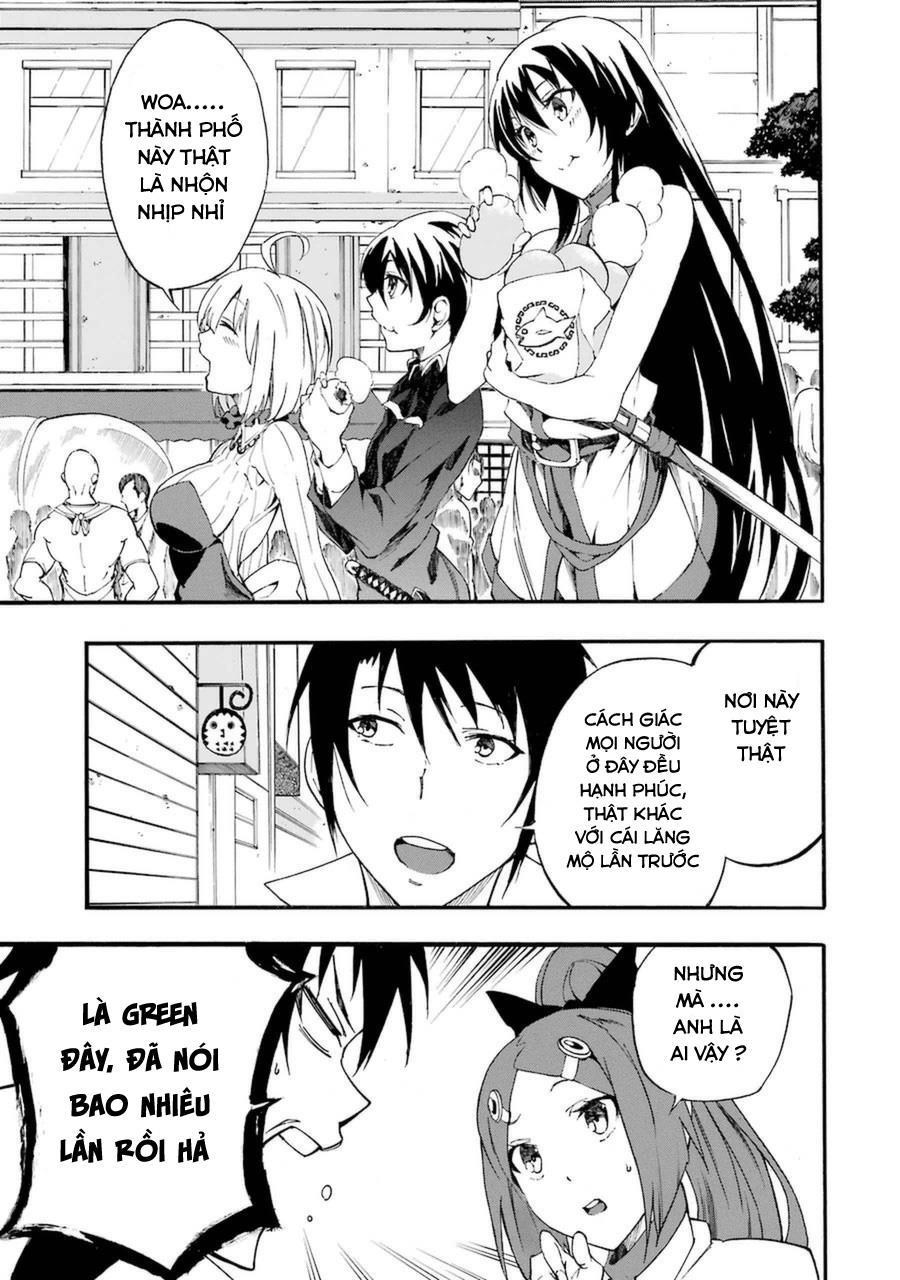 WOA.....
THÀNH PHỐ
NÀY THẬT
LÀ NHỘN
NHỊP NHỈ
NƠI NÀY
TUYỆT
THẬT
CÁCH GIÁC
MỌI NGƯỜI
Ở ĐÂY ĐỀU
HẠNH PHÚC,
THẬT KHÁC
VỚI CÁI LĂNG
MỘ LẦN TRƯỚC
NHƯNG
MÀ ....
ANH LÀ
AI VẬY ?
LÀ GREEN
ĐÂY, ĐÃ NÓI
BAO NHIÊU
LẦN RỒI HẢ